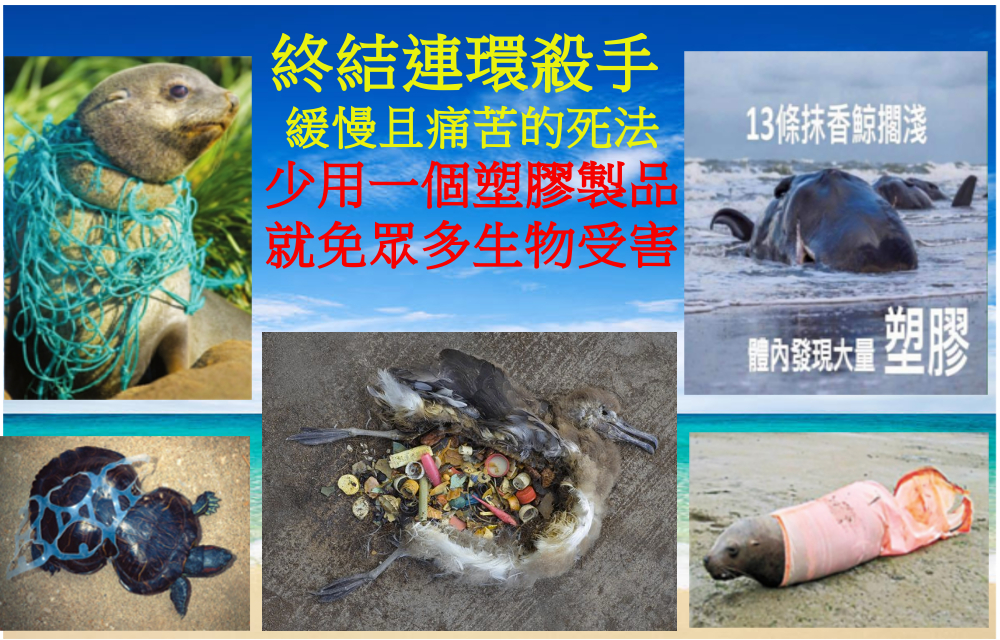 終結連環殺手
緩慢且痛苦的死法
少用一個塑膠製品
就免眾多生物受害
13條抹香鯨擱淺
體內發現大量 塑膠